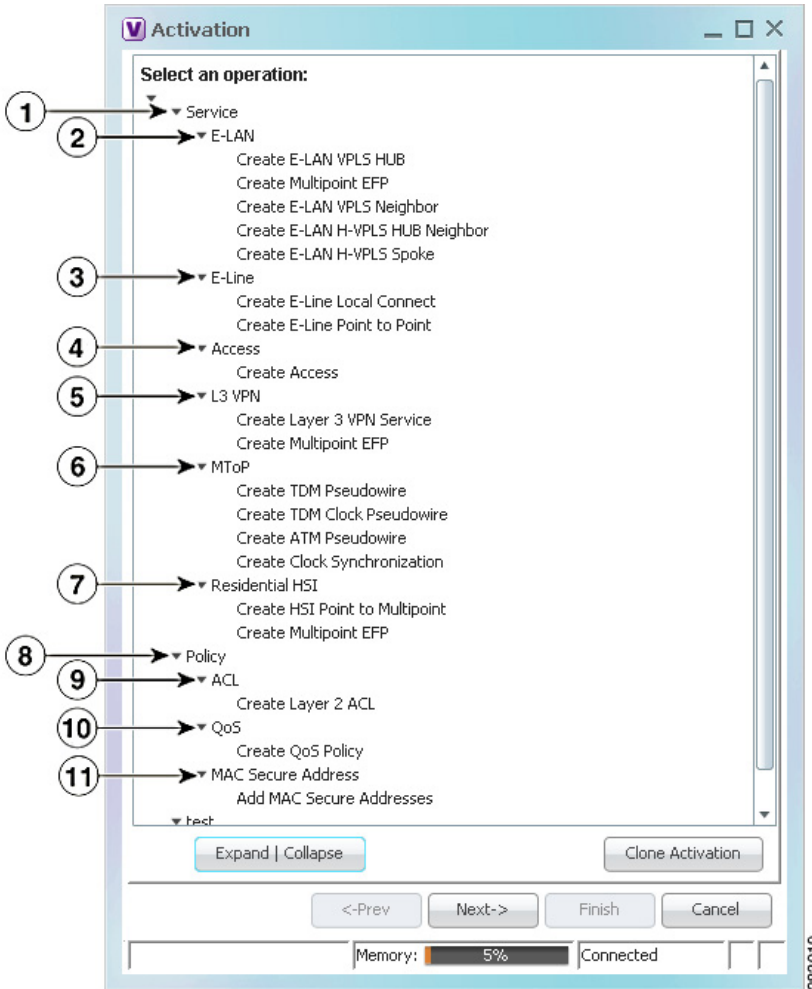 V Activation
Select an operation:
1 Service
2 E-LAN
Create E-LAN VPLS HUB
Create Multipoint EFP
Create E-LAN VPLS Neighbor
Create E-LAN H-VPLS HUB Neighbor
Create E-LAN H-VPLS Spoke
3 E-Line
Create E-Line Local Connect
Create E-Line Point to Point
4 Access
Create Access
5 L3 VPN
Create Layer 3 VPN Service
Create Multipoint EFP
6 MToP
Create TDM Pseudowire
Create TDM Clock Pseudowire
Create ATM Pseudowire
Create Clock Synchronization
7 Residential HSI
Create HSI Point to Multipoint
Create Multipoint EFP
8 Policy
9 ACL
Create Layer 2 ACL
10 QoS
Create QoS Policy
11 MAC Secure Address
Add MAC Secure Addresses
test
Expand | Collapse Clone Activation
<-Prev Next-> Finish Cancel
Memory: 5% Connected